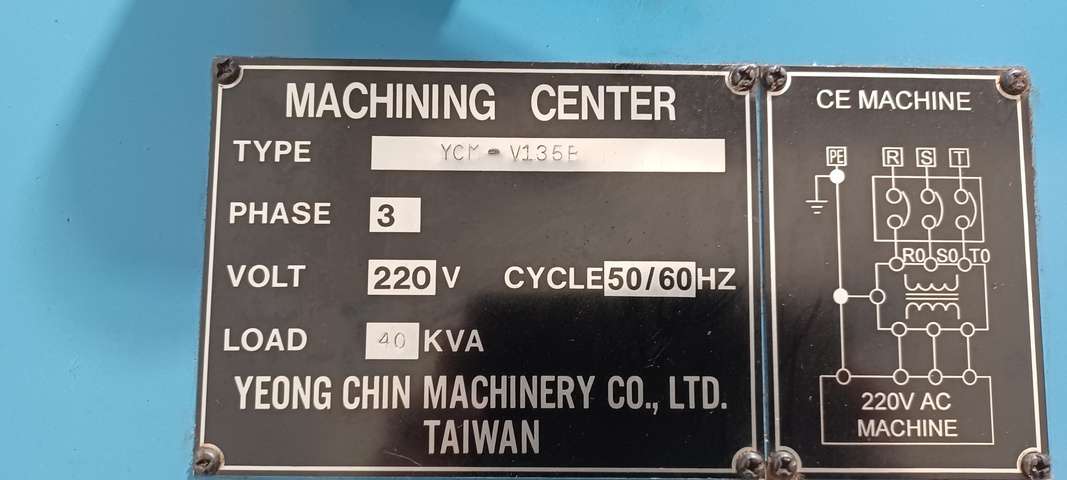 MACHINING CENTER
TYPE YCM-V135B
PHASE 3
VOLT 220 V CYCLE 50/60 HZ
LOAD 40 KVA
YEONG CHIN MACHINERY CO., LTD.
TAIWAN
CE MACHINE
PE R S T
R0 S0 T0
220V AC
MACHINE